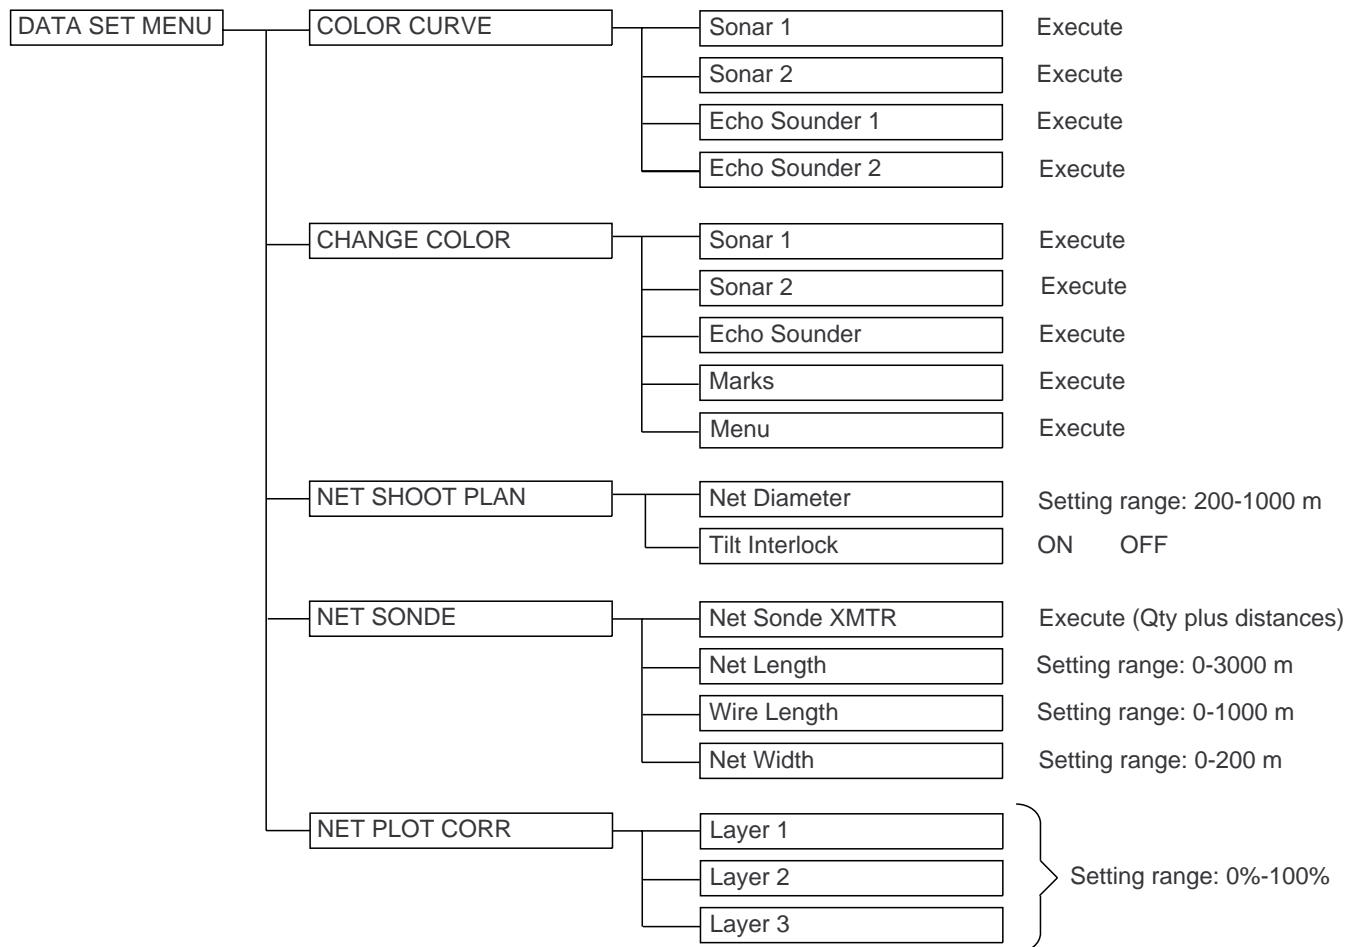 DATA SET MENU
COLOR CURVE
Sonar 1 Execute
Sonar 2 Execute
Echo Sounder 1 Execute
Echo Sounder 2 Execute
CHANGE COLOR
Sonar 1 Execute
Sonar 2 Execute
Echo Sounder Execute
Marks Execute
Menu Execute
NET SHOOT PLAN
Net Diameter Setting range: 200-1000 m
Tilt Interlock ON OFF
NET SONDE
Net Sonde XMTR Execute (Qty plus distances)
Net Length Setting range: 0-3000 m
Wire Length Setting range: 0-1000 m
Net Width Setting range: 0-200 m
NET PLOT CORR
Layer 1
Layer 2 Setting range: 0%-100%
Layer 3